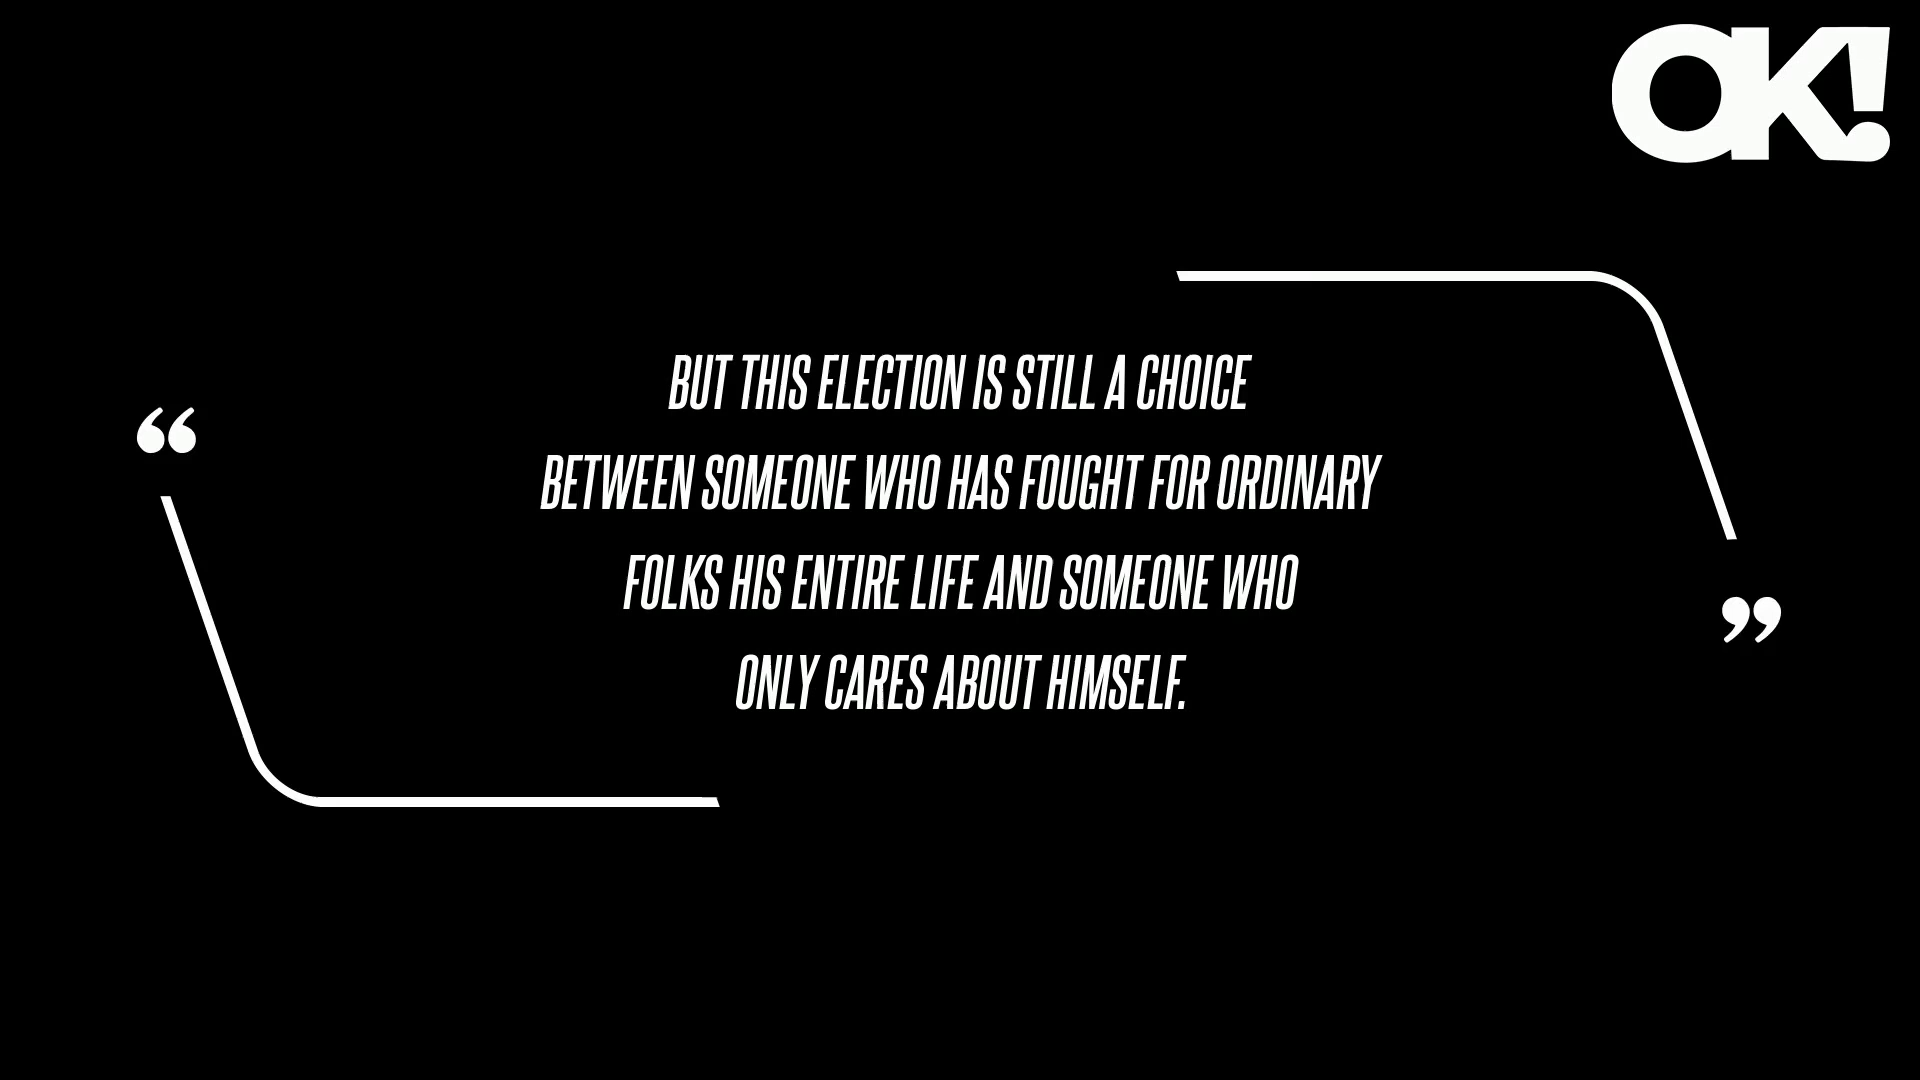 OK!
“
BUT THIS ELECTION IS STILL A CHOICE
BETWEEN SOMEONE WHO HAS FOUGHT FOR ORDINARY
FOLKS HIS ENTIRE LIFE AND SOMEONE WHO
ONLY CARES ABOUT HIMSELF.
”